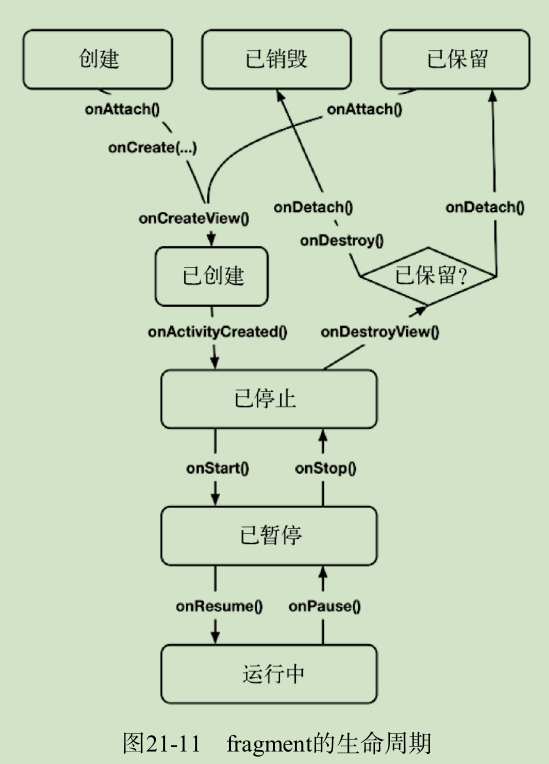 创建
已销毁
已保留
onAttach()
onAttach()
onCreate(...)
onCreateView()
onDetach()
onDetach()
onDestroy()
已创建
已保留?
onActivityCreated()
onDestroyView()
已停止
onStart()
onStop()
已暂停
onResume()
onPause()
运行中
图21-11 fragment的生命周期